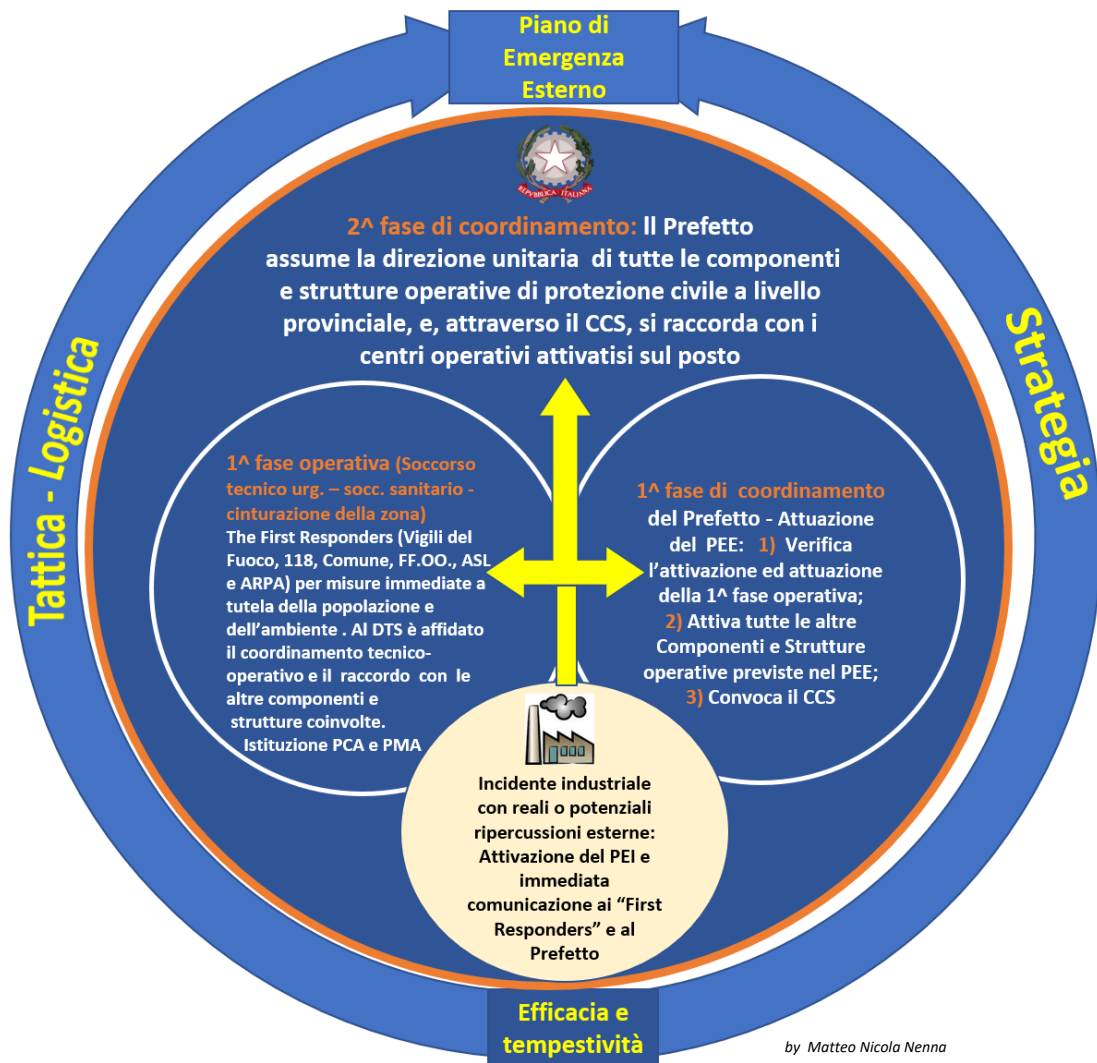 Piano di
Emergenza
Esterno
REPVBBLICA ITALIANA
2^ fase di coordinamento: Il Prefetto
assume la direzione unitaria di tutte le componenti
e strutture operative di protezione civile a livello
provinciale, e, attraverso il CCS, si raccorda con i
centri operativi attivatisi sul posto
Tattica - Logistica
Strategia
1^ fase operativa (Soccorso
tecnico urg. – socc. sanitario -
cinturazione della zona)
The First Responders (Vigili del
Fuoco, 118, Comune, FF.OO., ASL
e ARPA) per misure immediate a
tutela della popolazione e
dell’ambiente . Al DTS è affidato
il coordinamento tecnico-
operativo e il raccordo con le
altre componenti e
strutture coinvolte.
Istituzione PCA e PMA
1^ fase di coordinamento
del Prefetto - Attuazione
del PEE: 1) Verifica
l’attivazione ed attuazione
della 1^ fase operativa;
2) Attiva tutte le altre
Componenti e Strutture
operative previste nel PEE;
3) Convoca il CCS
Incidente industriale
con reali o potenziali
ripercussioni esterne:
Attivazione del PEI e
immediata
comunicazione ai “First
Responders” e al
Prefetto
Efficacia e
tempestività
by Matteo Nicola Nenna